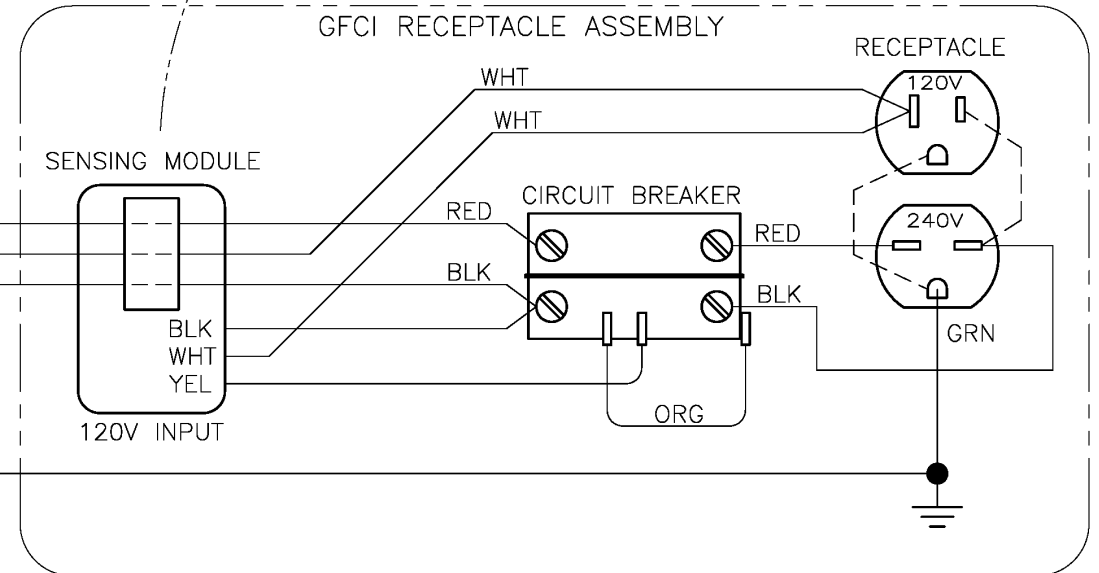 GFCI RECEPTACLE ASSEMBLY
RECEPTACLE
WHT
120V
WHT
SENSING MODULE
CIRCUIT BREAKER
RED
240V
RED
BLK
BLK
BLK
GRN
WHT
YEL
ORG
120V INPUT